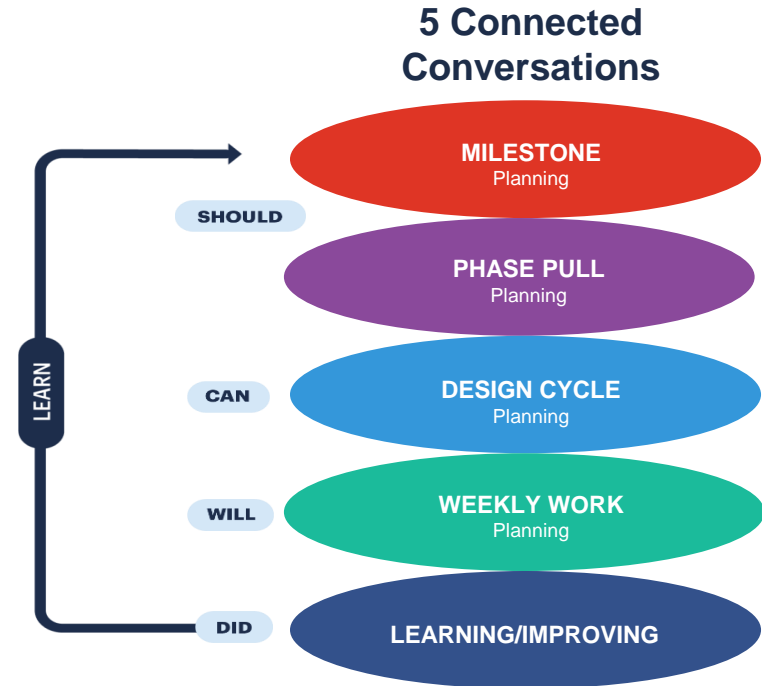 5 Connected
Conversations
MILESTONE
Planning
SHOULD
PHASE PULL
Planning
LEARN
CAN
DESIGN CYCLE
Planning
WILL
WEEKLY WORK
Planning
DID
LEARNING/IMPROVING